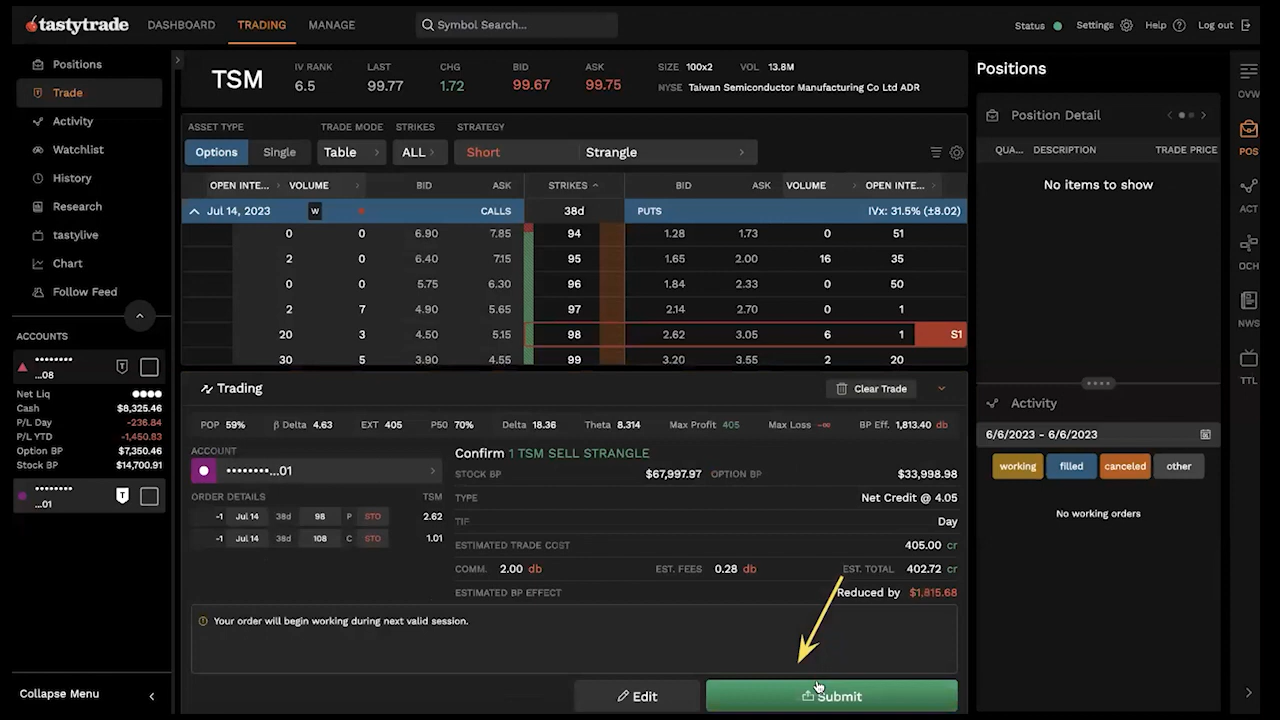 tastytrade DASHBOARD TRADING MANAGE Symbol Search... Status Settings Help Log out
Positions
Trade
Activity
Watchlist
History
Research
tastylive
Chart
Follow Feed
ACCOUNTS
•••••••• ...08
Net Liq ●●●●
Cash $8,325.46
P/L Day -236.84
P/L YTD -1,450.83
Option BP $7,350.46
Stock BP $14,700.91
•••••••• ...01
Collapse Menu
TSM
IV RANK LAST CHG BID ASK SIZE 100x2 VOL 13.8M
6.5 99.77 1.72 99.67 99.75 NYSE Taiwan Semiconductor Manufacturing Co Ltd ADR
ASSET TYPE TRADE MODE STRIKES STRATEGY
Options Single Table ALL Short Strangle
OPEN INTE... VOLUME BID ASK STRIKES BID ASK VOLUME OPEN INTE...
Jul 14, 2023 W CALLS 38d PUTS IVx: 31.5% (±8.02)
0 0 6.90 7.85 94 1.28 1.73 0 51
2 0 6.40 7.15 95 1.65 2.00 16 35
0 0 5.75 6.30 96 1.84 2.33 0 50
2 7 4.90 5.65 97 2.14 2.70 0 1
20 3 4.50 5.15 98 2.62 3.05 6 1 S1
30 5 3.90 4.55 99 3.20 3.55 2 20
Trading Clear Trade
POP 59% β Delta 4.63 EXT 405 P50 70% Delta 18.36 Theta 8.314 Max Profit 405 Max Loss -∞ BP Eff. 1,813.40 db
ACCOUNT
••••••••...01
ORDER DETAILS TSM
-1 Jul 14 38d 98 P STO 2.62
-1 Jul 14 38d 108 C STO 1.01
Confirm 1 TSM SELL STRANGLE
STOCK BP $67,997.97 OPTION BP $33,998.98
TYPE Net Credit @ 4.05
TIF Day
ESTIMATED TRADE COST 405.00 cr
COMM. 2.00 db EST. FEES 0.28 db EST. TOTAL 402.72 cr
ESTIMATED BP EFFECT Reduced by $1,815.68
Your order will begin working during next valid session.
Edit Submit
Positions
Position Detail
QUA... DESCRIPTION TRADE PRICE
No items to show
Activity
6/6/2023 - 6/6/2023
working filled canceled other
No working orders
OVW
POS
ACT
OCH
NWS
TTL